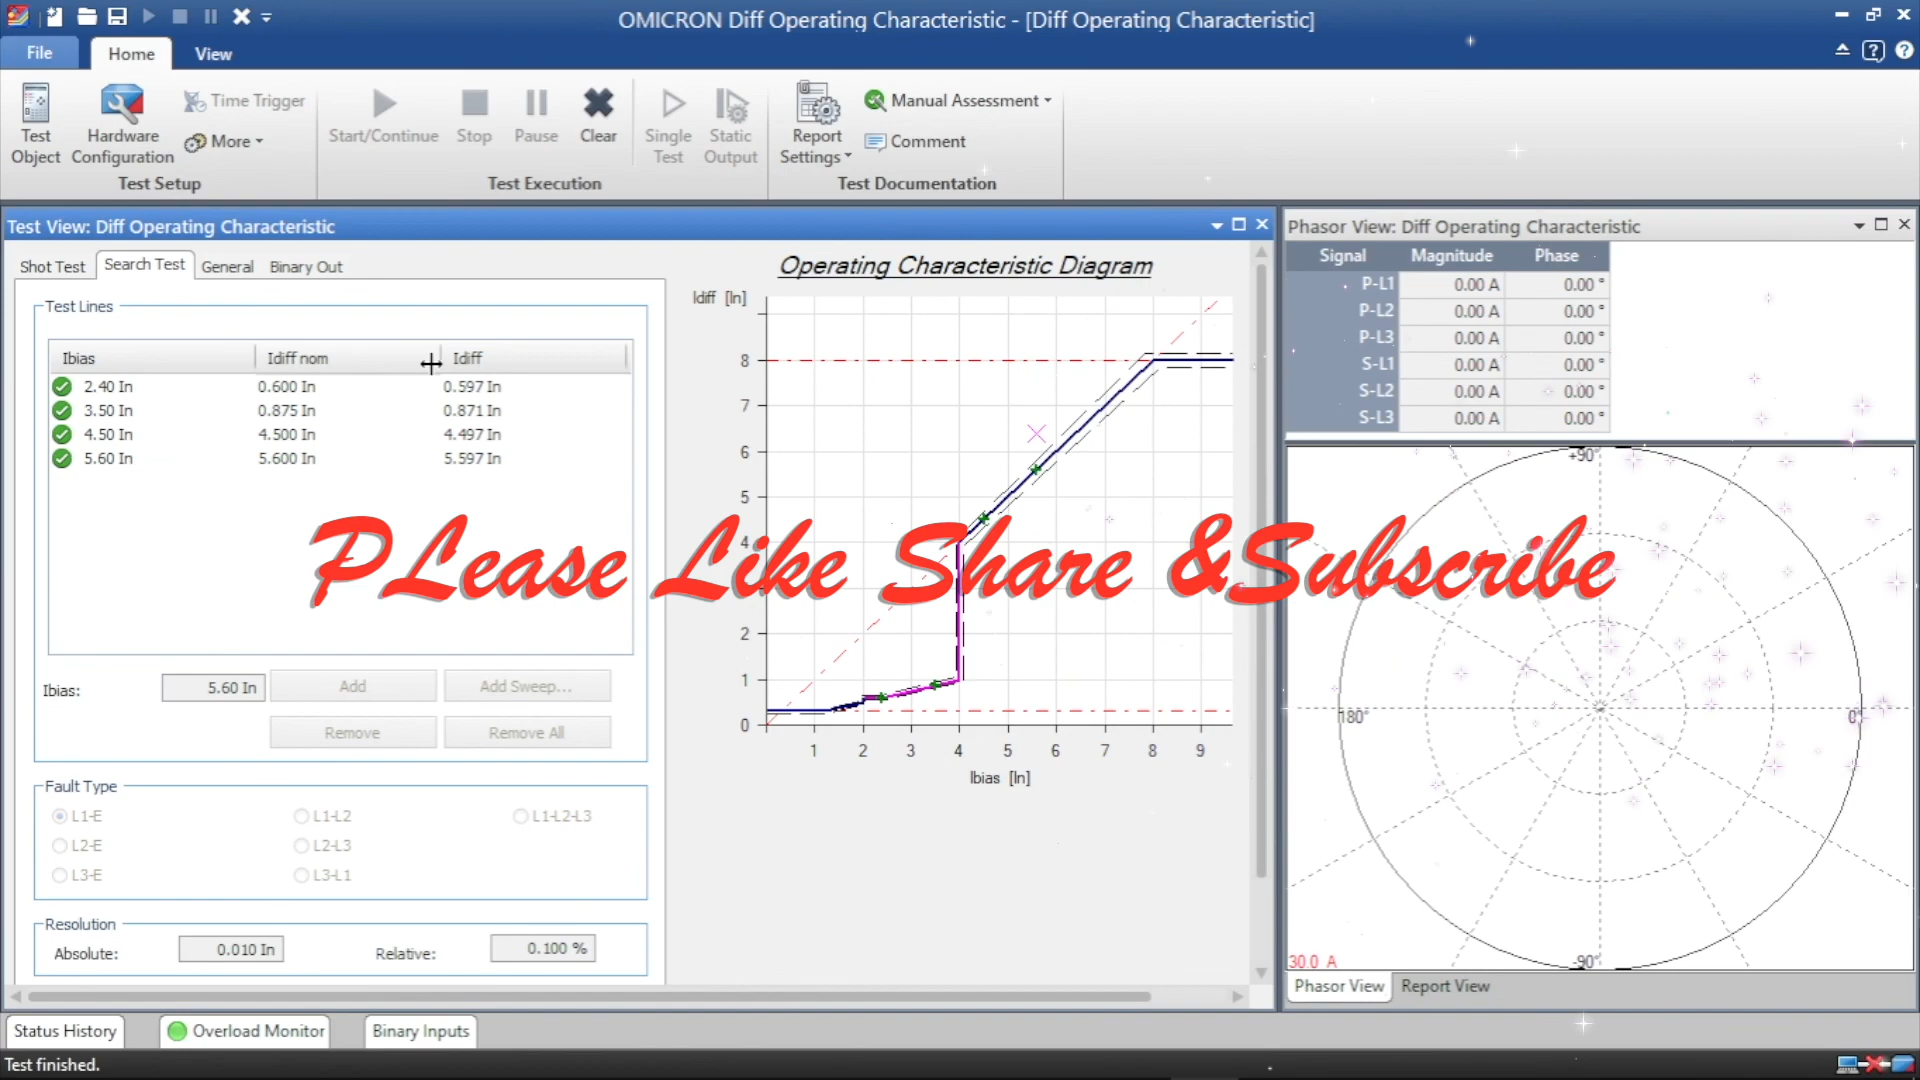 OMICRON Diff Operating Characteristic - [Diff Operating Characteristic]
File Home View
Test Object
Hardware Configuration
Time Trigger
More
Test Setup
Start/Continue
Stop
Pause
Clear
Single Test
Static Output
Test Execution
Report Settings
Manual Assessment
Comment
Test Documentation
Test View: Diff Operating Characteristic
Shot Test Search Test General Binary Out
Test Lines
Ibias Idiff nom Idiff
2.40 In 0.600 In 0.597 In
3.50 In 0.875 In 0.871 In
4.50 In 4.500 In 4.497 In
5.60 In 5.600 In 5.597 In
Ibias: 5.60 In Add Add Sweep...
Remove Remove All
Fault Type
L1-E L1-L2 L1-L2-L3
L2-E L2-L3
L3-E L3-L1
Resolution
Absolute: 0.010 In Relative: 0.100 %
Operating Characteristic Diagram
Idiff [In]
8
7
6
5
4
2
1
0
1 2 3 4 5 6 7 8 9
Ibias [In]
PLease Like Share &Subscribe
Phasor View: Diff Operating Characteristic
Signal Magnitude Phase
P-L1 0.00 A 0.00 °
P-L2 0.00 A 0.00 °
P-L3 0.00 A 0.00 °
S-L1 0.00 A 0.00 °
S-L2 0.00 A 0.00 °
S-L3 0.00 A 0.00 °
+90°
180° 0°
-90°
30.0 A
Phasor View Report View
Status History Overload Monitor Binary Inputs
Test finished.